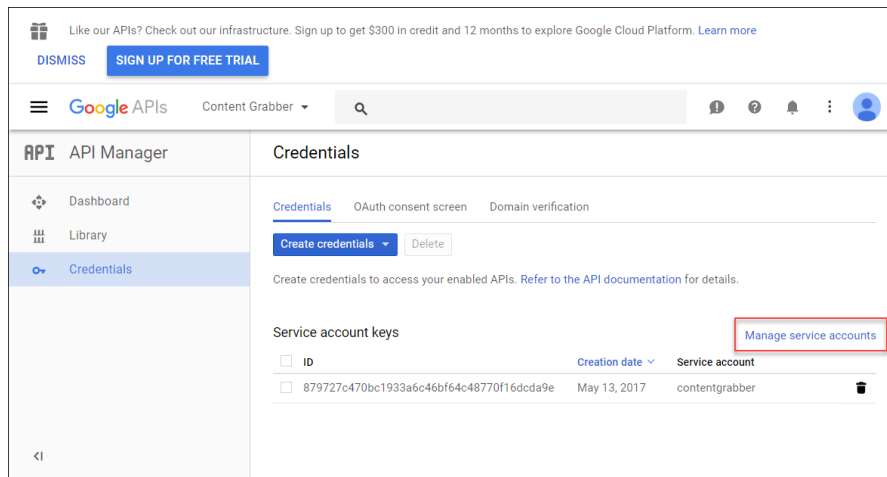 Like our APIs? Check out our infrastructure. Sign up to get $300 in credit and 12 months to explore Google Cloud Platform. Learn more
DISMISS SIGN UP FOR FREE TRIAL
Google APIs Content Grabber
API API Manager Credentials
Dashboard
Library
Credentials
Credentials OAuth consent screen Domain verification
Create credentials Delete
Create credentials to access your enabled APIs. Refer to the API documentation for details.
Service account keys Manage service accounts
ID Creation date Service account
879727c470bc1933a6c46bf64c48770f16dcda9e May 13, 2017 contentgrabber